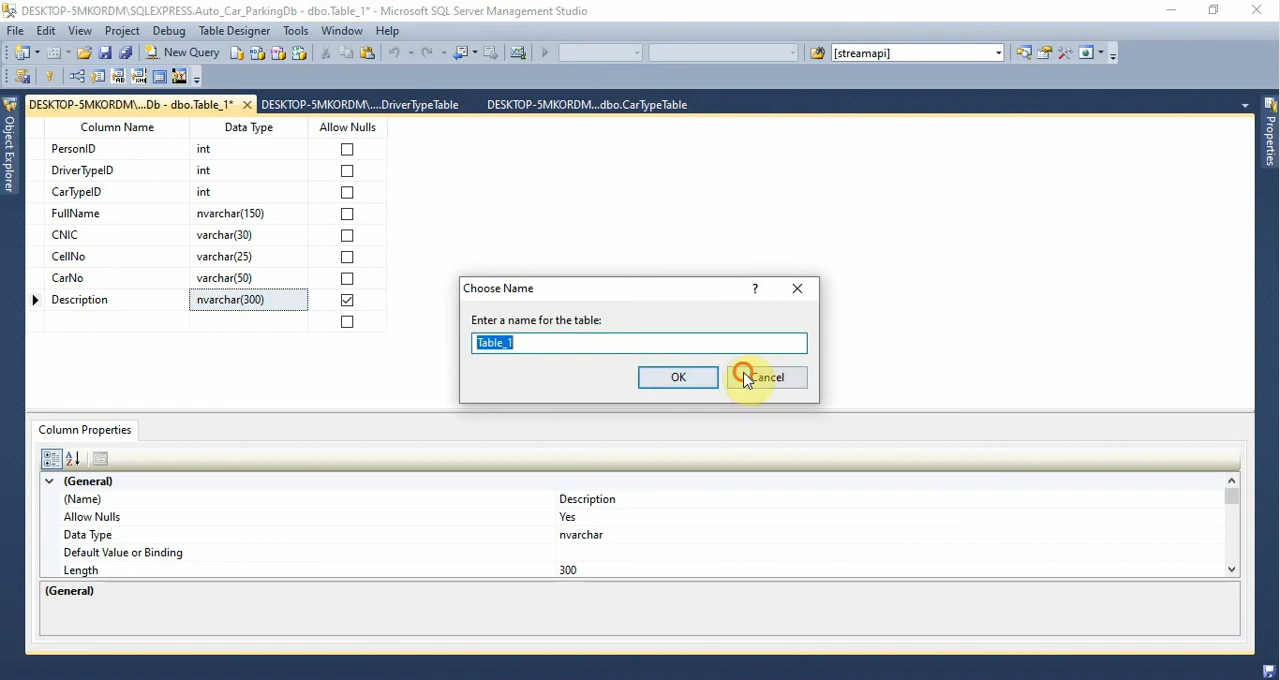 DESKTOP-5MKORDM\SQLEXPRESS.Auto_Car_ParkingDb - dbo.Table_1* - Microsoft SQL Server Management Studio
File Edit View Project Debug Table Designer Tools Window Help
New Query [streamapi]
DESKTOP-5MKORDM\...Db - dbo.Table_1* DESKTOP-5MKORDM\....DriverTypeTable DESKTOP-5MKORDM...dbo.CarTypeTable
Object Explorer
Properties
Column Name Data Type Allow Nulls
PersonID int
DriverTypeID int
CarTypeID int
FullName nvarchar(150)
CNIC varchar(30)
CellNo varchar(25)
CarNo varchar(50)
Description nvarchar(300)
Choose Name ?
Enter a name for the table:
Table_1
OK Cancel
Column Properties
(General)
(Name) Description
Allow Nulls Yes
Data Type nvarchar
Default Value or Binding
Length 300
(General)